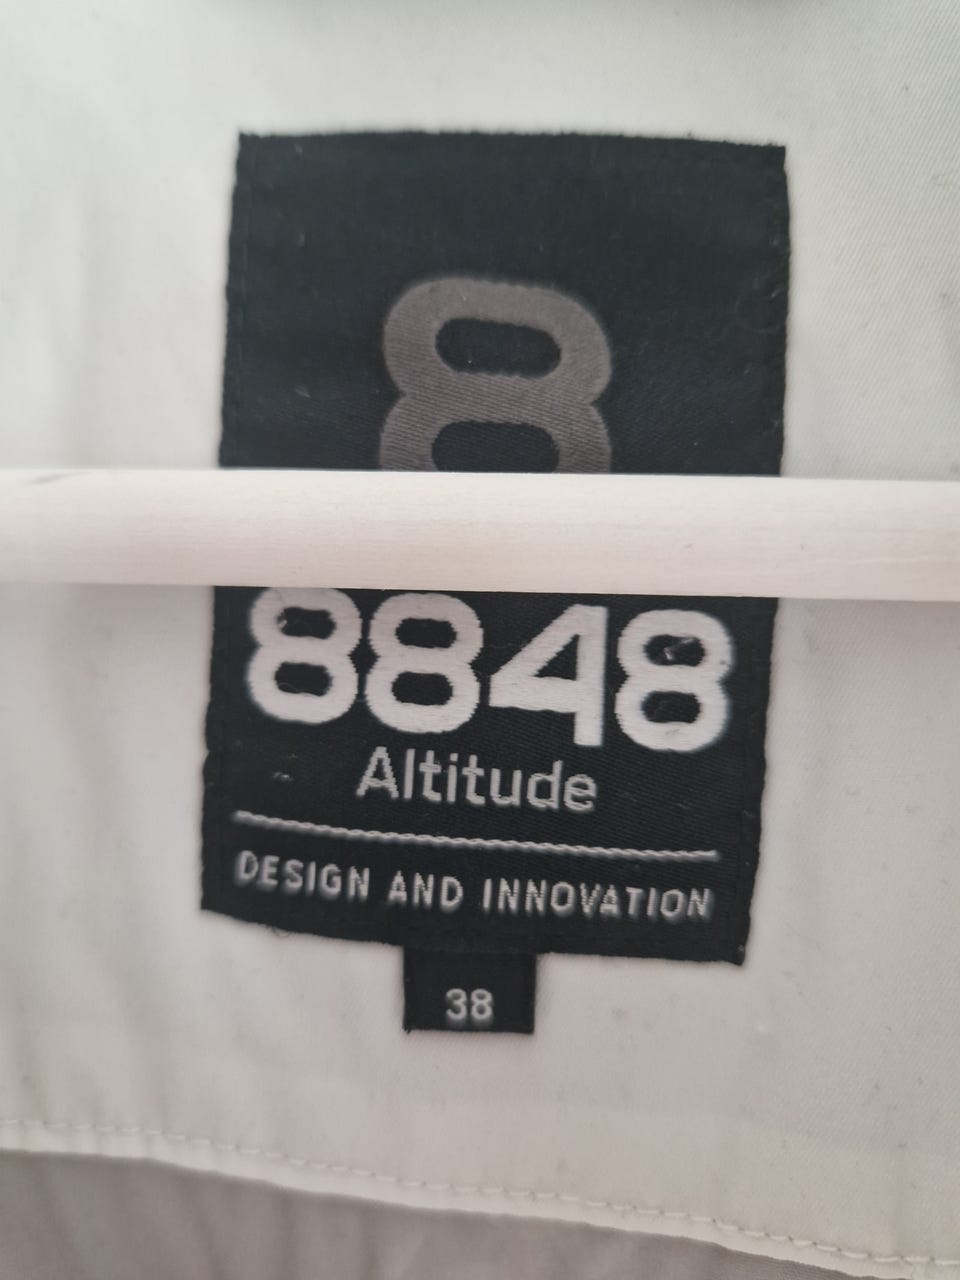 8
8848
Altitude
DESIGN AND INNOVATION
38